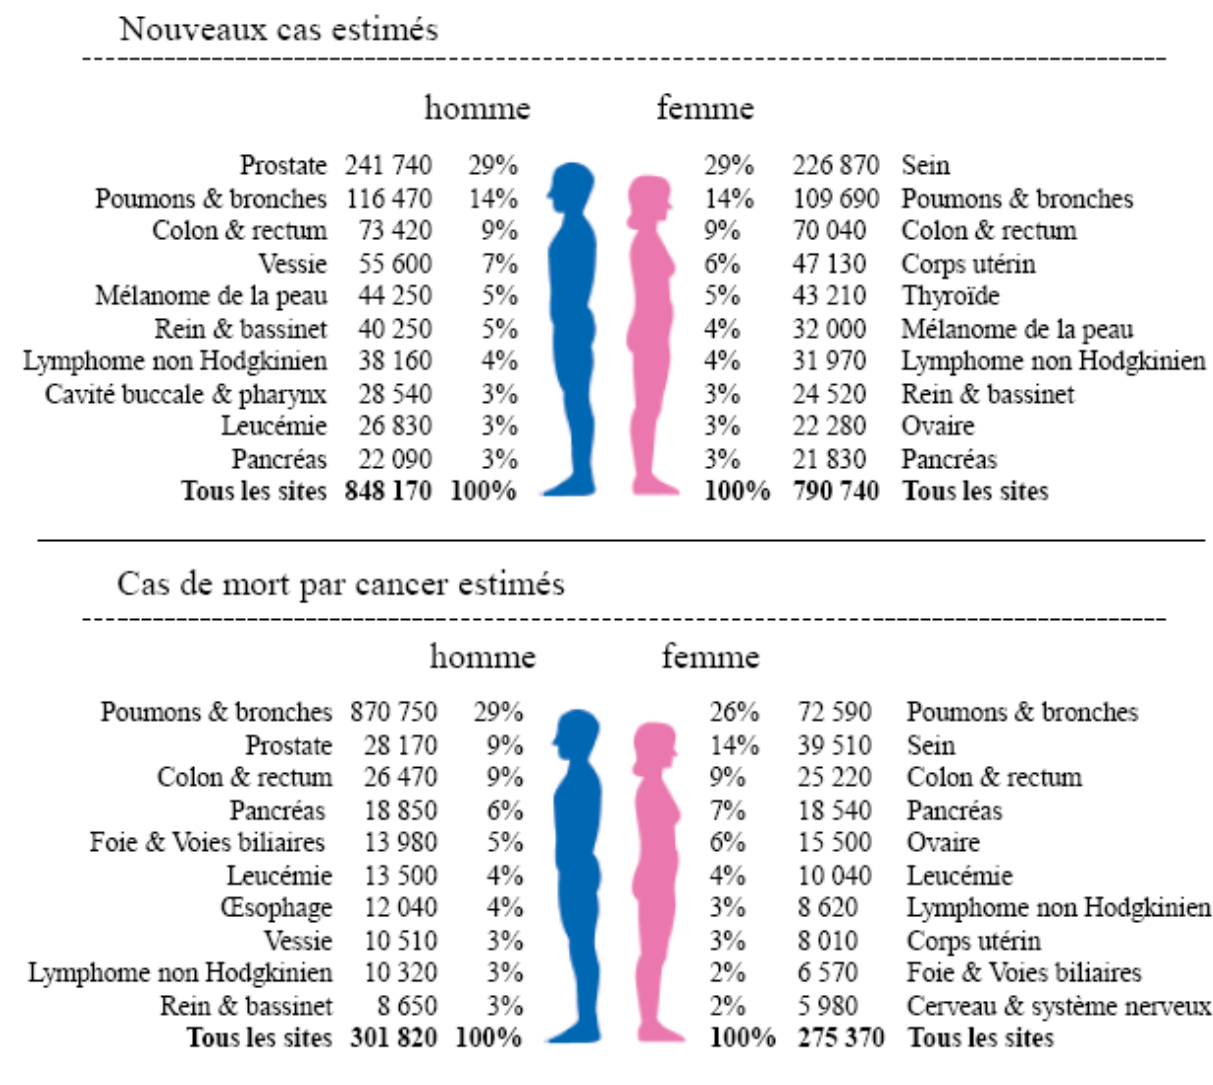 Nouveaux cas estimés
homme femme
Prostate 241 740 29% 29% 226 870 Sein
Poumons & bronches 116 470 14% 14% 109 690 Poumons & bronches
Colon & rectum 73 420 9% 9% 70 040 Colon & rectum
Vessie 55 600 7% 6% 47 130 Corps utérin
Mélanome de la peau 44 250 5% 5% 43 210 Thyroïde
Rein & bassinet 40 250 5% 4% 32 000 Mélanome de la peau
Lymphome non Hodgkinien 38 160 4% 4% 31 970 Lymphome non Hodgkinien
Cavité buccale & pharynx 28 540 3% 3% 24 520 Rein & bassinet
Leucémie 26 830 3% 3% 22 280 Ovaire
Pancréas 22 090 3% 3% 21 830 Pancréas
Tous les sites 848 170 100% 100% 790 740 Tous les sites
Cas de mort par cancer estimés
homme femme
Poumons & bronches 870 750 29% 26% 72 590 Poumons & bronches
Prostate 28 170 9% 14% 39 510 Sein
Colon & rectum 26 470 9% 9% 25 220 Colon & rectum
Pancréas 18 850 6% 7% 18 540 Pancréas
Foie & Voies biliaires 13 980 5% 6% 15 500 Ovaire
Leucémie 13 500 4% 4% 10 040 Leucémie
Œsophage 12 040 4% 3% 8 620 Lymphome non Hodgkinien
Vessie 10 510 3% 3% 8 010 Corps utérin
Lymphome non Hodgkinien 10 320 3% 2% 6 570 Foie & Voies biliaires
Rein & bassinet 8 650 3% 2% 5 980 Cerveau & système nerveux
Tous les sites 301 820 100% 100% 275 370 Tous les sites